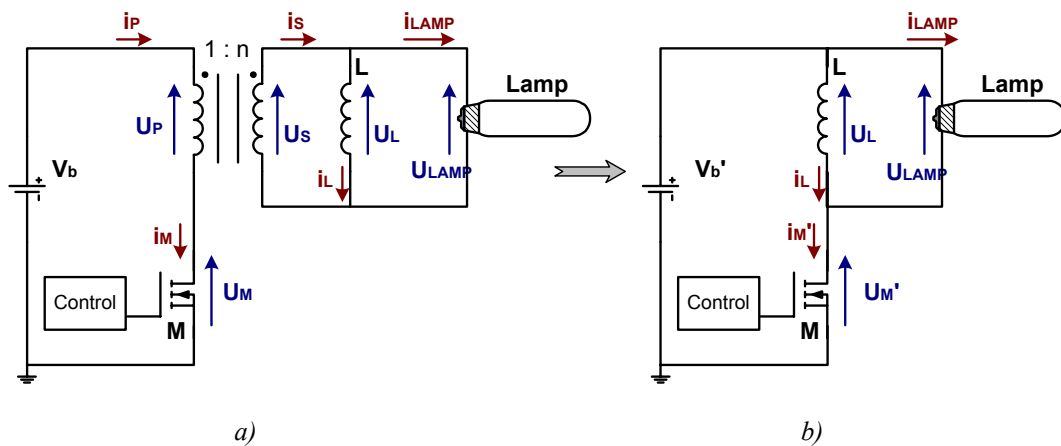 iP
1 : n
iS
iLAMP
L
Lamp
UP
US
UL
ULAMP
Vb
+
-
iL
iM
Control
UM
M
a)
iLAMP
L
Lamp
UL
ULAMP
Vb'
+
-
iL
iM'
Control
UM'
M
b)